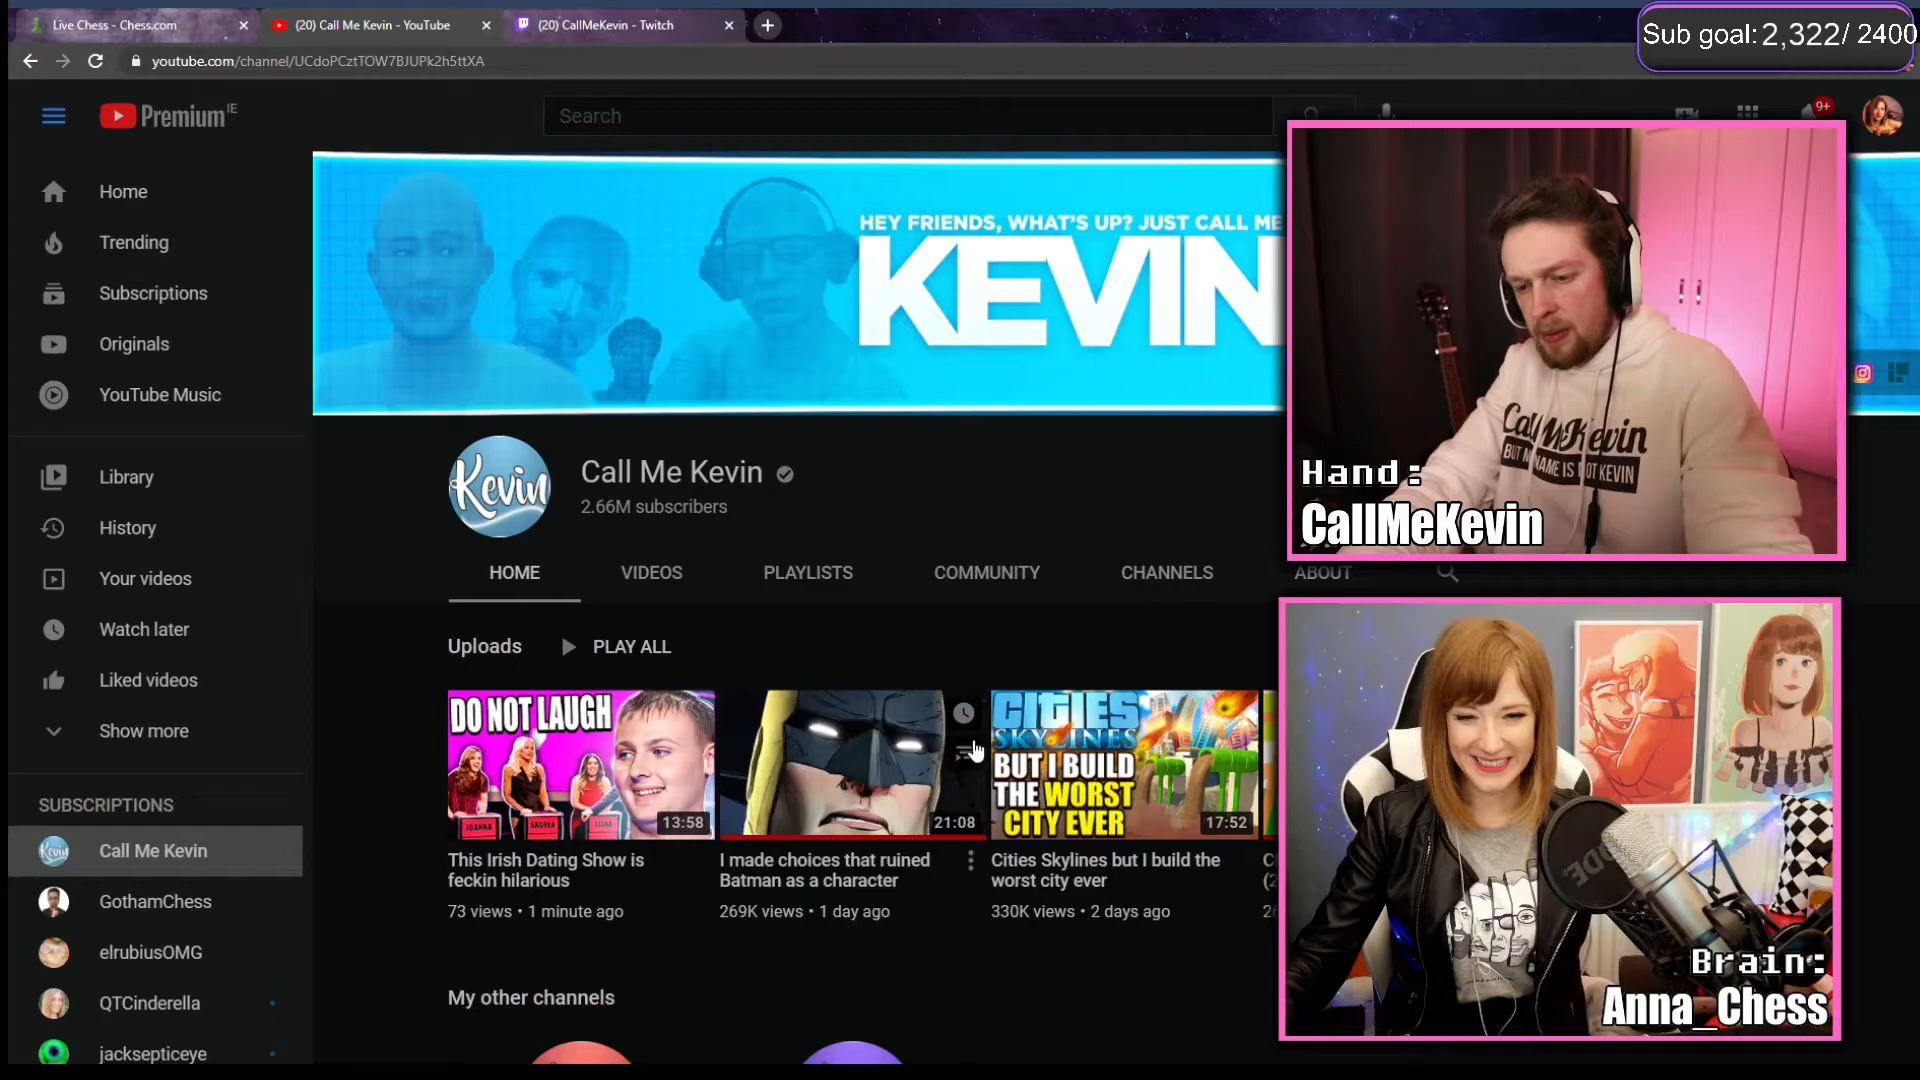 Live Chess - Chess.com
(20) Call Me Kevin - YouTube
(20) CallMeKevin - Twitch
Sub goal: 2,322/ 2400
youtube.com/channel/UCdoPCztTOW7BJUPk2h5ttXA
Premium IE
Search
9+
Home
Trending
Subscriptions
Originals
YouTube Music
Library
History
Your videos
Watch later
Liked videos
Show more
SUBSCRIPTIONS
Call Me Kevin
GothamChess
elrubiusOMG
QTCinderella
jacksepticeye
HEY FRIENDS, WHAT'S UP? JUST CALL ME
KEVIN
Kevin
Call Me Kevin
2.66M subscribers
HOME
VIDEOS
PLAYLISTS
COMMUNITY
CHANNELS
ABOUT
Uploads
PLAY ALL
DO NOT LAUGH
JOANNA
ANDREA
13:58
This Irish Dating Show is
feckin hilarious
73 views • 1 minute ago
21:08
I made choices that ruined
Batman as a character
269K views • 1 day ago
CITIES
SKYLINES
BUT I BUILD
THE WORST
CITY EVER
17:52
Cities Skylines but I build the
worst city ever
330K views • 2 days ago
My other channels
CallMeKevin
Hand:
CallMeKevin
Brain:
Anna_Chess